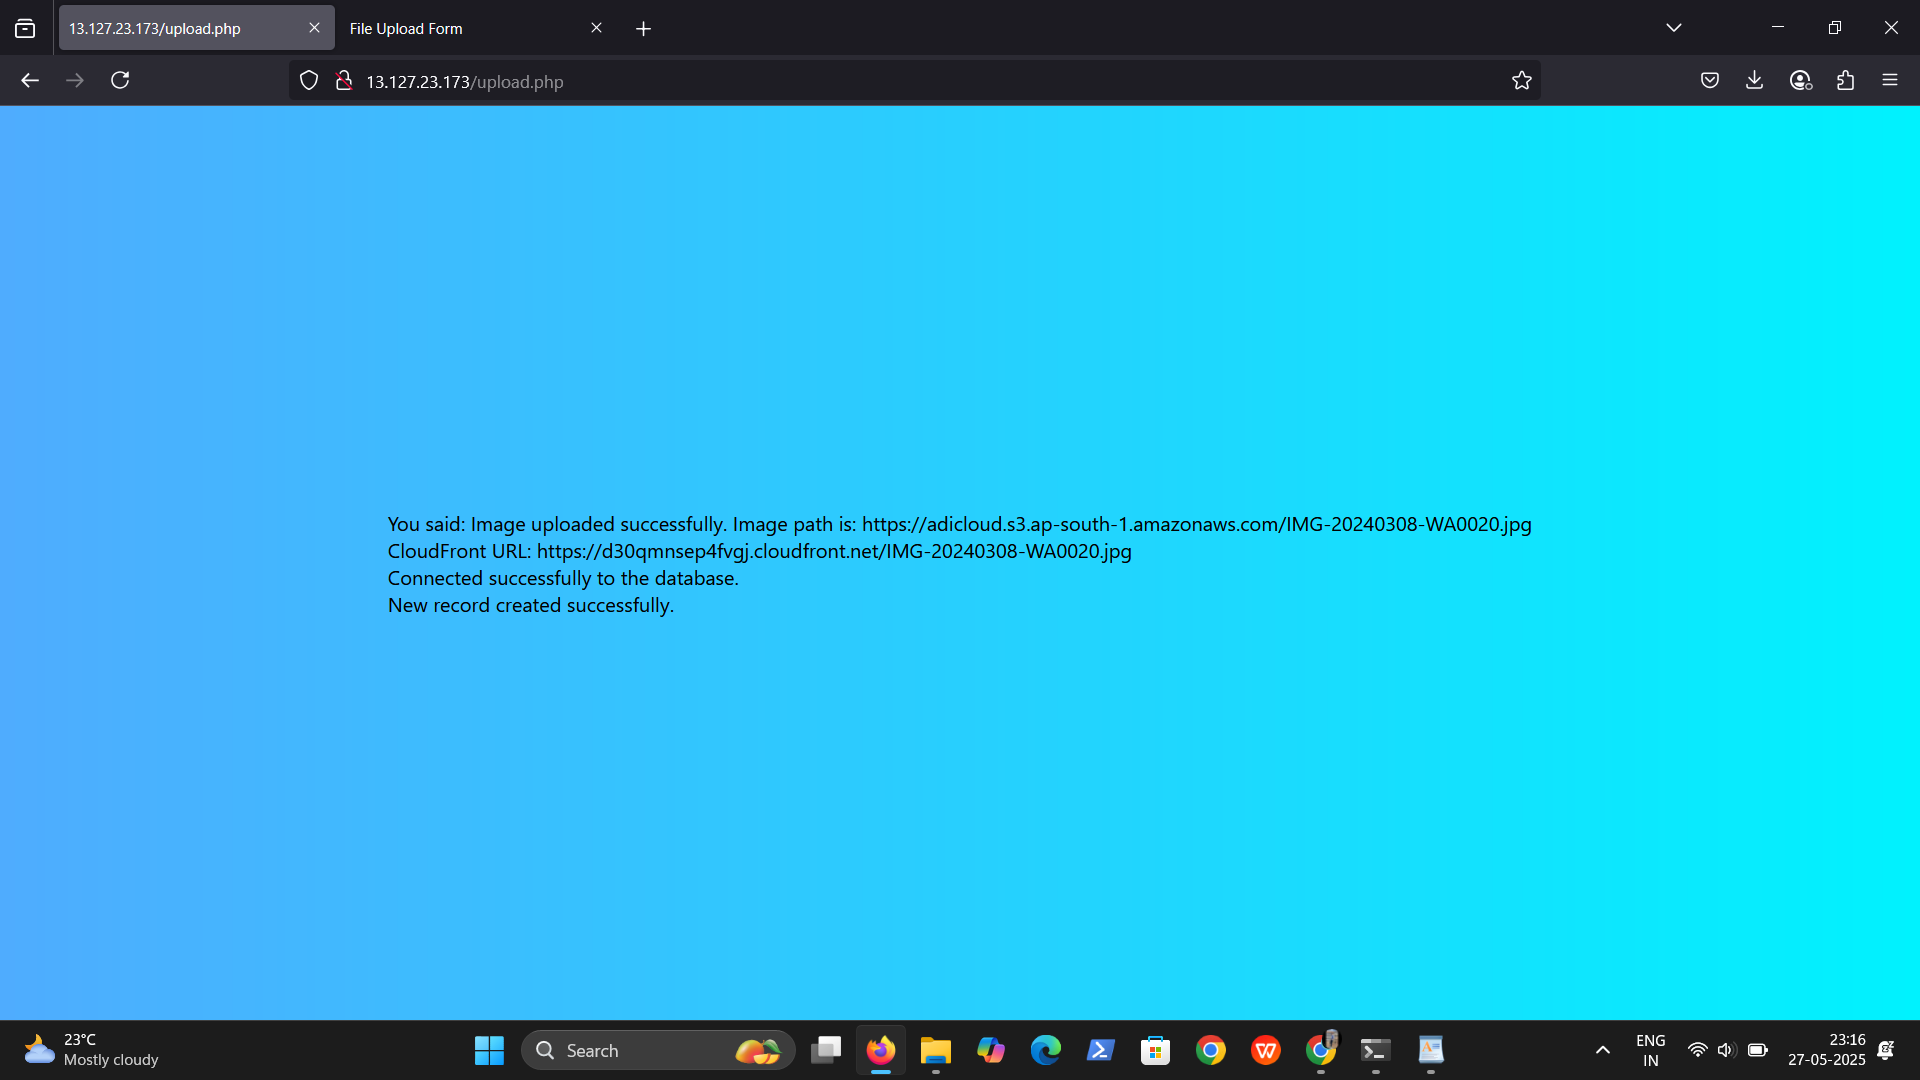 13.127.23.173/upload.php
File Upload Form
13.127.23.173/upload.php
You said: Image uploaded successfully. Image path is: https://adicloud.s3.ap-south-1.amazonaws.com/IMG-20240308-WA0020.jpg
CloudFront URL: https://d30qmnsep4fvgj.cloudfront.net/IMG-20240308-WA0020.jpg
Connected successfully to the database.
New record created successfully.
23°C
Mostly cloudy
Search
ENG
IN
23:16
27-05-2025